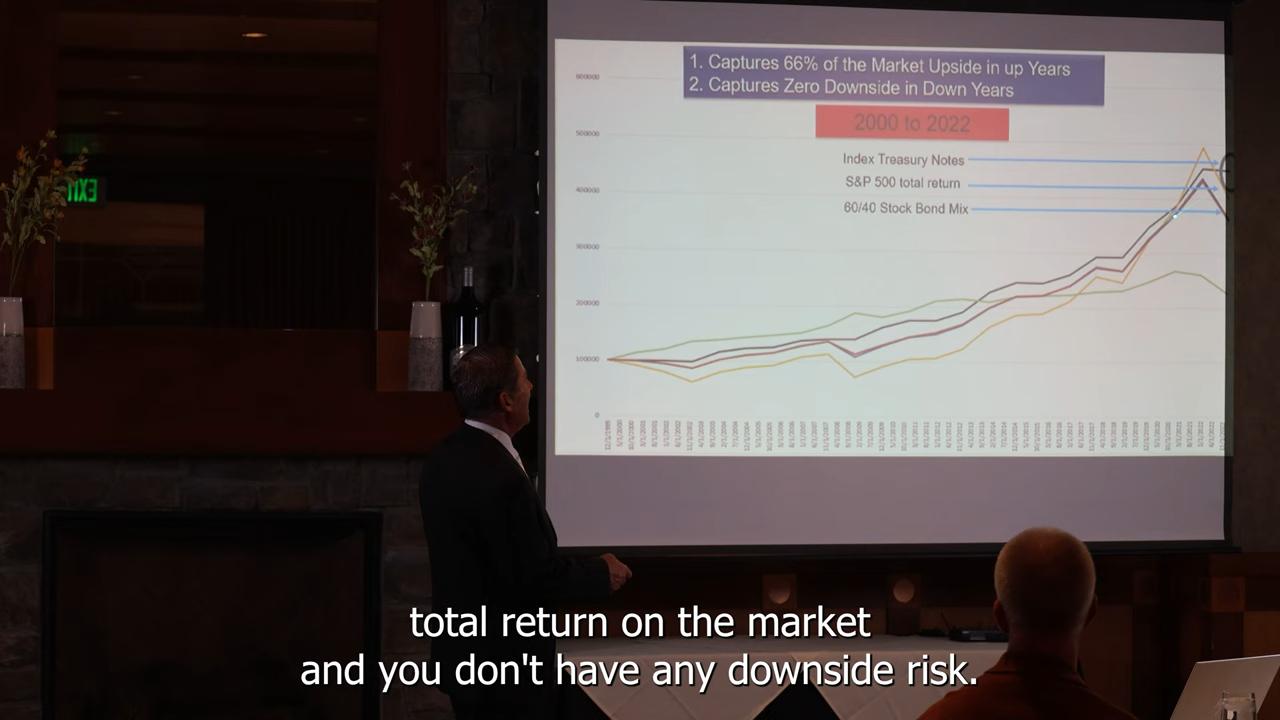 1. Captures 66% of the Market Upside in up Years
2. Captures Zero Downside in Down Years
2000 to 2022
Index Treasury Notes
S&P 500 total return
60/40 Stock Bond Mix
600000
500000
400000
300000
200000
100000
0
EXIT
total return on the market
and you don't have any downside risk.